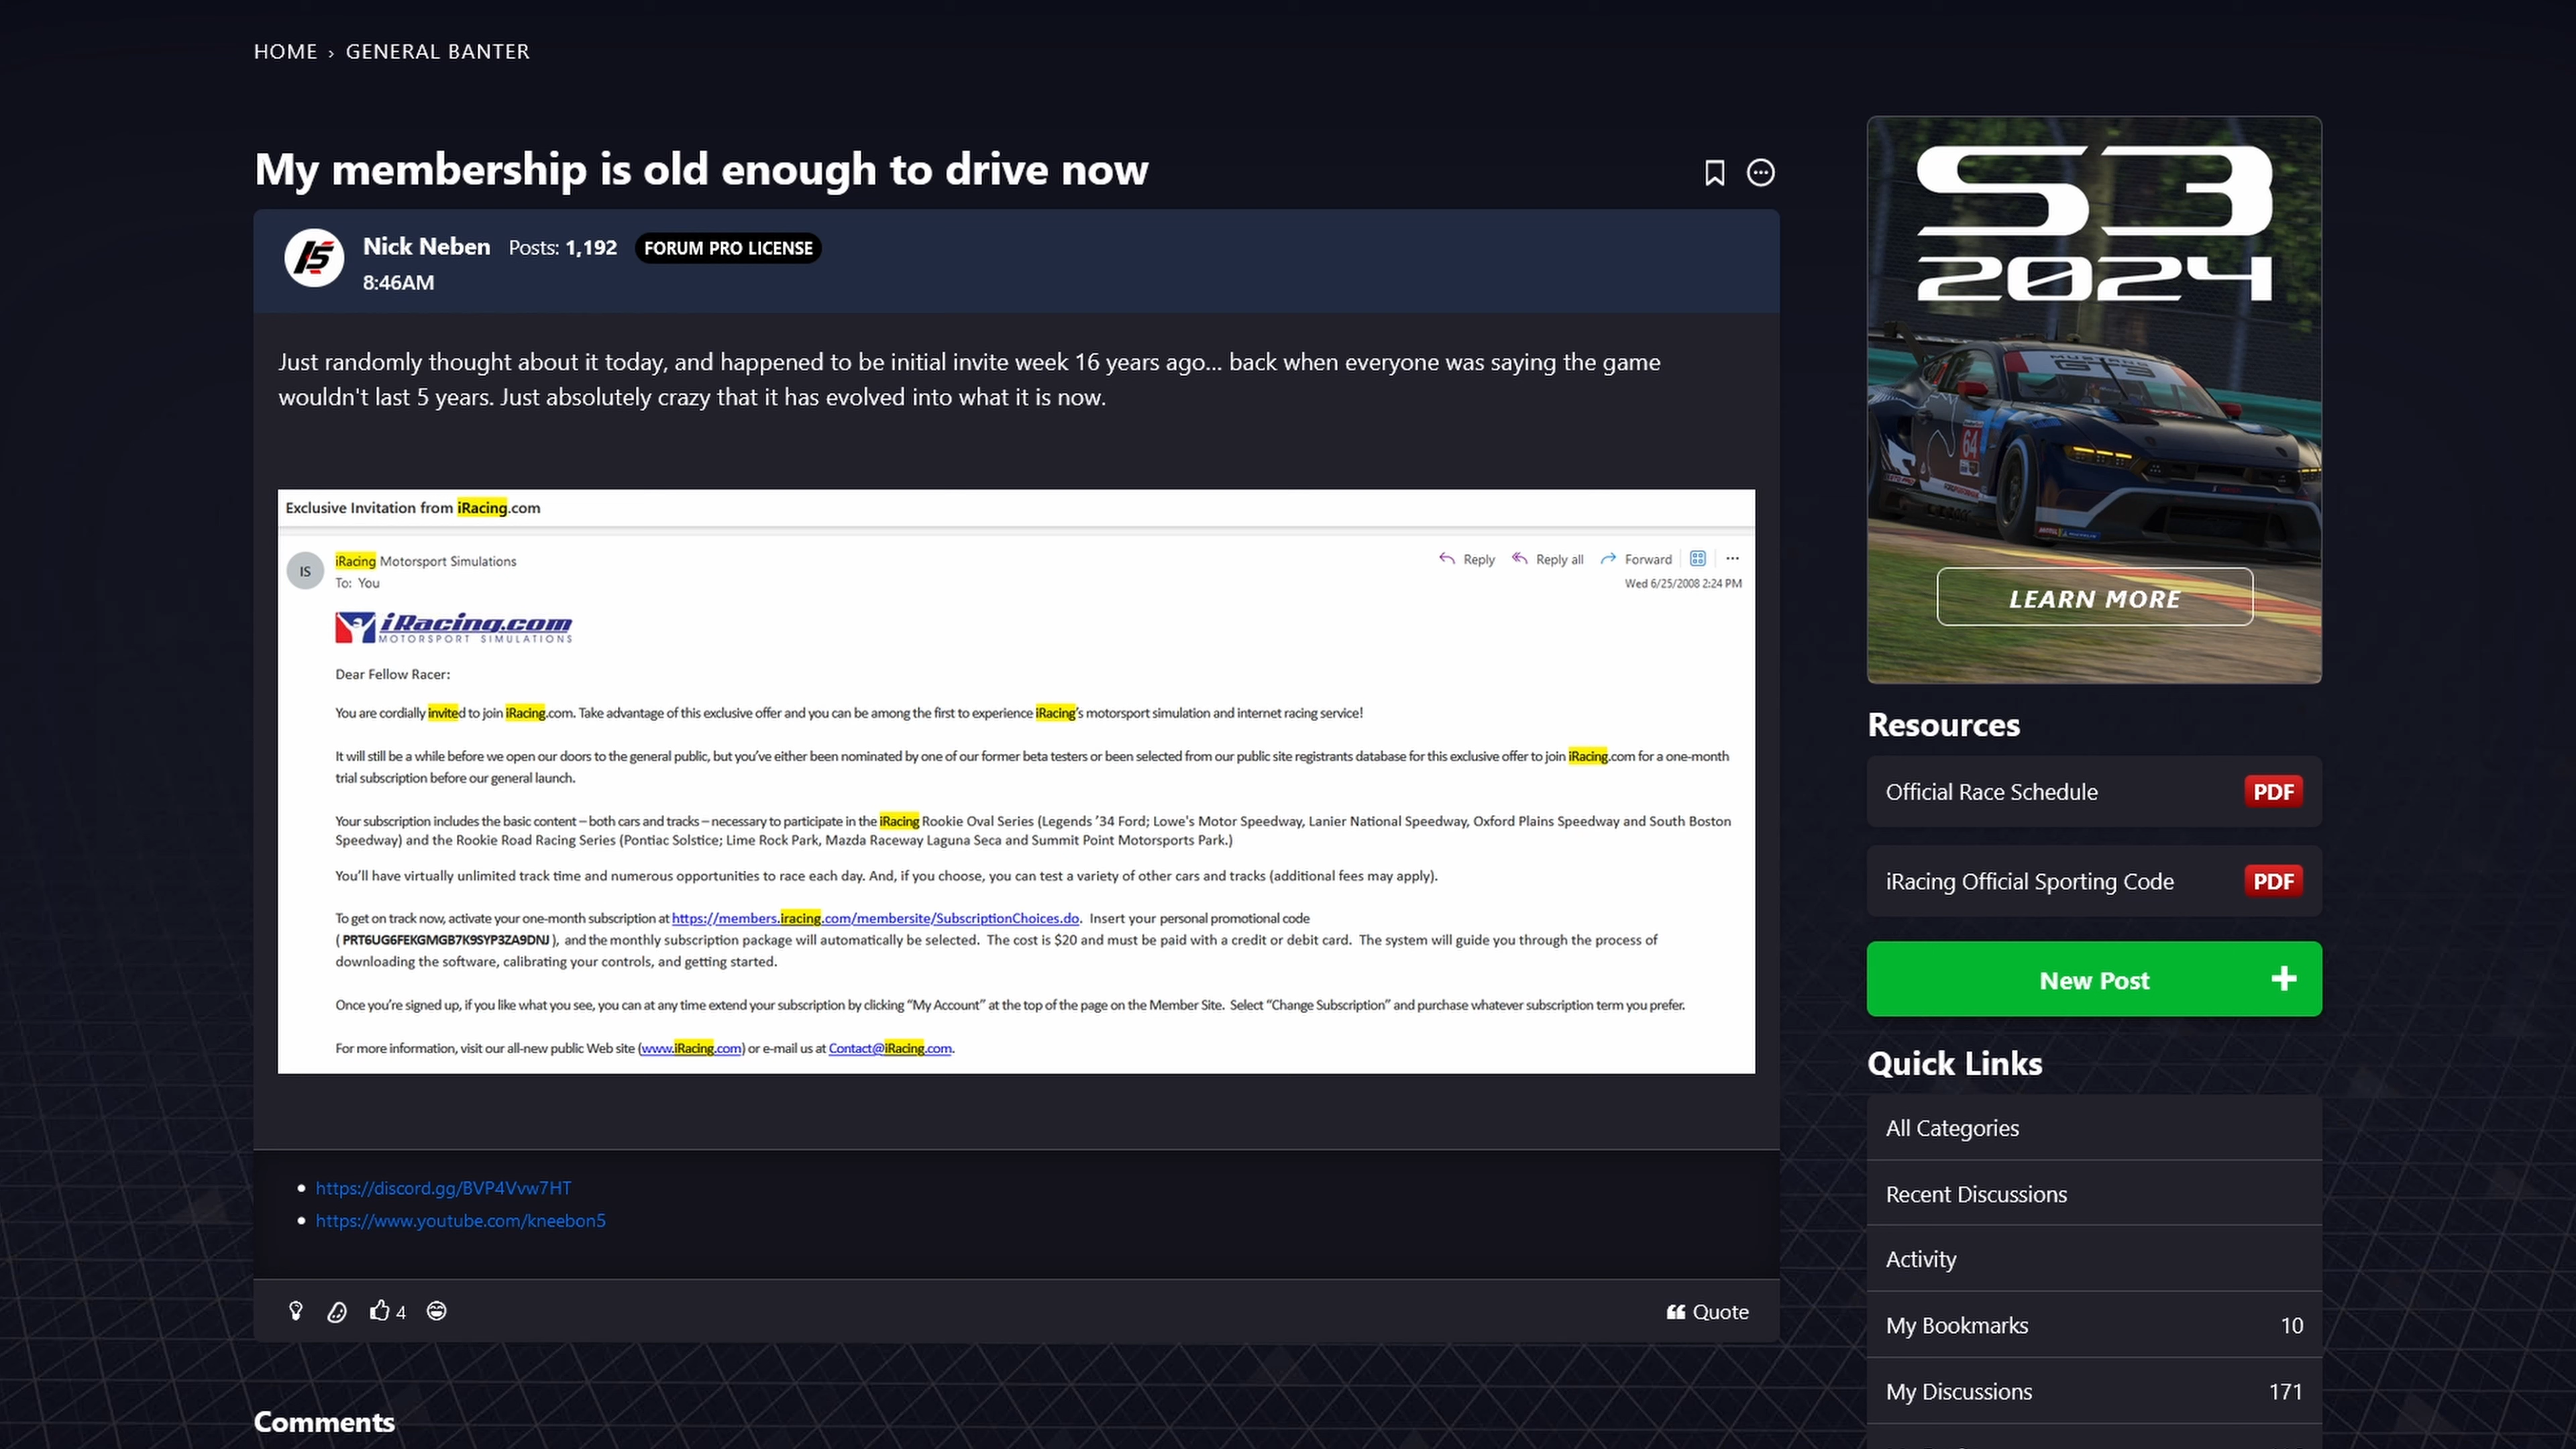 HOME › GENERAL BANTER
My membership is old enough to drive now
Nick Neben Posts: 1,192 FORUM PRO LICENSE
8:46AM
Just randomly thought about it today, and happened to be initial invite week 16 years ago... back when everyone was saying the game
wouldn't last 5 years. Just absolutely crazy that it has evolved into what it is now.
Exclusive Invitation from iRacing.com
IS
iRacing Motorsport Simulations
To: You
Reply Reply all Forward
Wed 6/25/2008 2:24 PM
iRacing.com
MOTORSPORT SIMULATIONS
Dear Fellow Racer:
You are cordially invited to join iRacing.com. Take advantage of this exclusive offer and you can be among the first to experience iRacing's motorsport simulation and internet racing service!
It will still be a while before we open our doors to the general public, but you've either been nominated by one of our former beta testers or been selected from our public site registrants database for this exclusive offer to join iRacing.com for a one-month
trial subscription before our general launch.
Your subscription includes the basic content – both cars and tracks – necessary to participate in the iRacing Rookie Oval Series (Legends '34 Ford; Lowe's Motor Speedway, Lanier National Speedway, Oxford Plains Speedway and South Boston
Speedway) and the Rookie Road Racing Series (Pontiac Solstice; Lime Rock Park, Mazda Raceway Laguna Seca and Summit Point Motorsports Park.)
You'll have virtually unlimited track time and numerous opportunities to race each day. And, if you choose, you can test a variety of other cars and tracks (additional fees may apply).
To get on track now, activate your one-month subscription at https://members.iracing.com/membersite/SubscriptionChoices.do. Insert your personal promotional code
( PRT6UG6FEKGMGB7K9SYP3ZA9DNJ ), and the monthly subscription package will automatically be selected. The cost is $20 and must be paid with a credit or debit card. The system will guide you through the process of
downloading the software, calibrating your controls, and getting started.
Once you're signed up, if you like what you see, you can at any time extend your subscription by clicking "My Account" at the top of the page on the Member Site. Select "Change Subscription" and purchase whatever subscription term you prefer.
For more information, visit our all-new public Web site (www.iRacing.com) or e-mail us at Contact@iRacing.com.
https://discord.gg/BVP4Vvw7HT
https://www.youtube.com/kneebon5
4
Quote
Comments
S3
2024
MUSTANG
GT3
64
LEARN MORE
Resources
Official Race Schedule PDF
iRacing Official Sporting Code PDF
New Post
Quick Links
All Categories
Recent Discussions
Activity
My Bookmarks 10
My Discussions 171